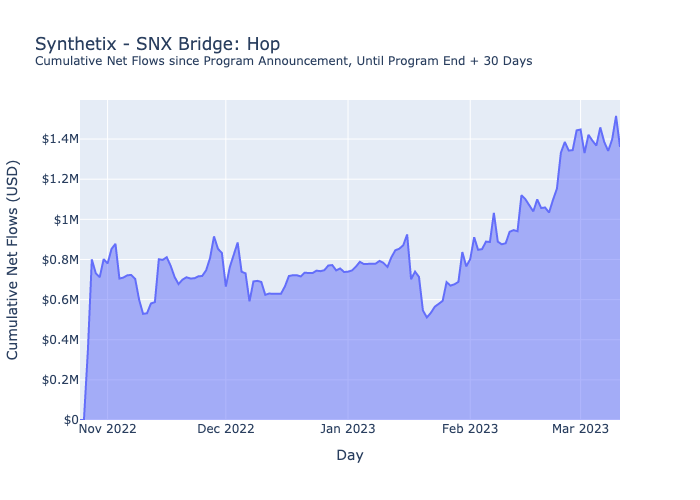 Synthetix - SNX Bridge: Hop
Cumulative Net Flows since Program Announcement, Until Program End + 30 Days
Cumulative Net Flows (USD)
$1.4M
$1.2M
$1M
$0.8M
$0.6M
$0.4M
$0.2M
$0
Nov 2022
Dec 2022
Jan 2023
Feb 2023
Mar 2023
Day